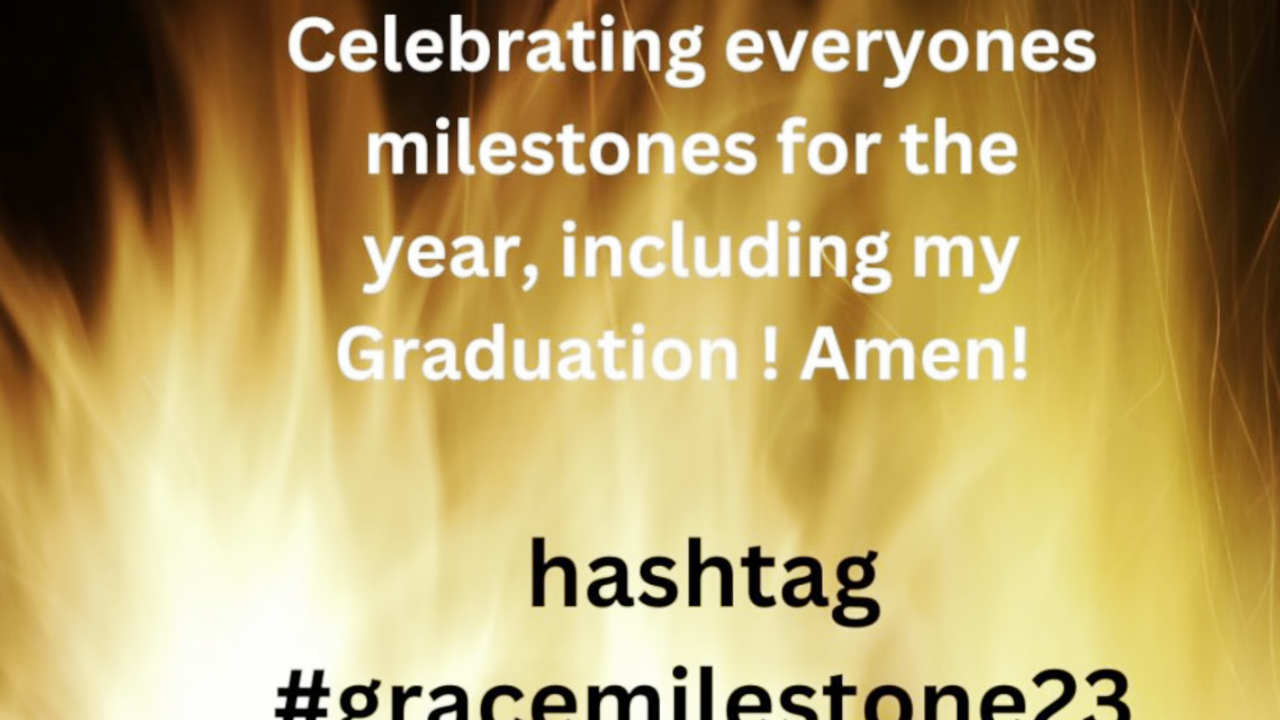 Celebrating everyones
milestones for the
year, including my
Graduation ! Amen!
hashtag
#gracemilestone23